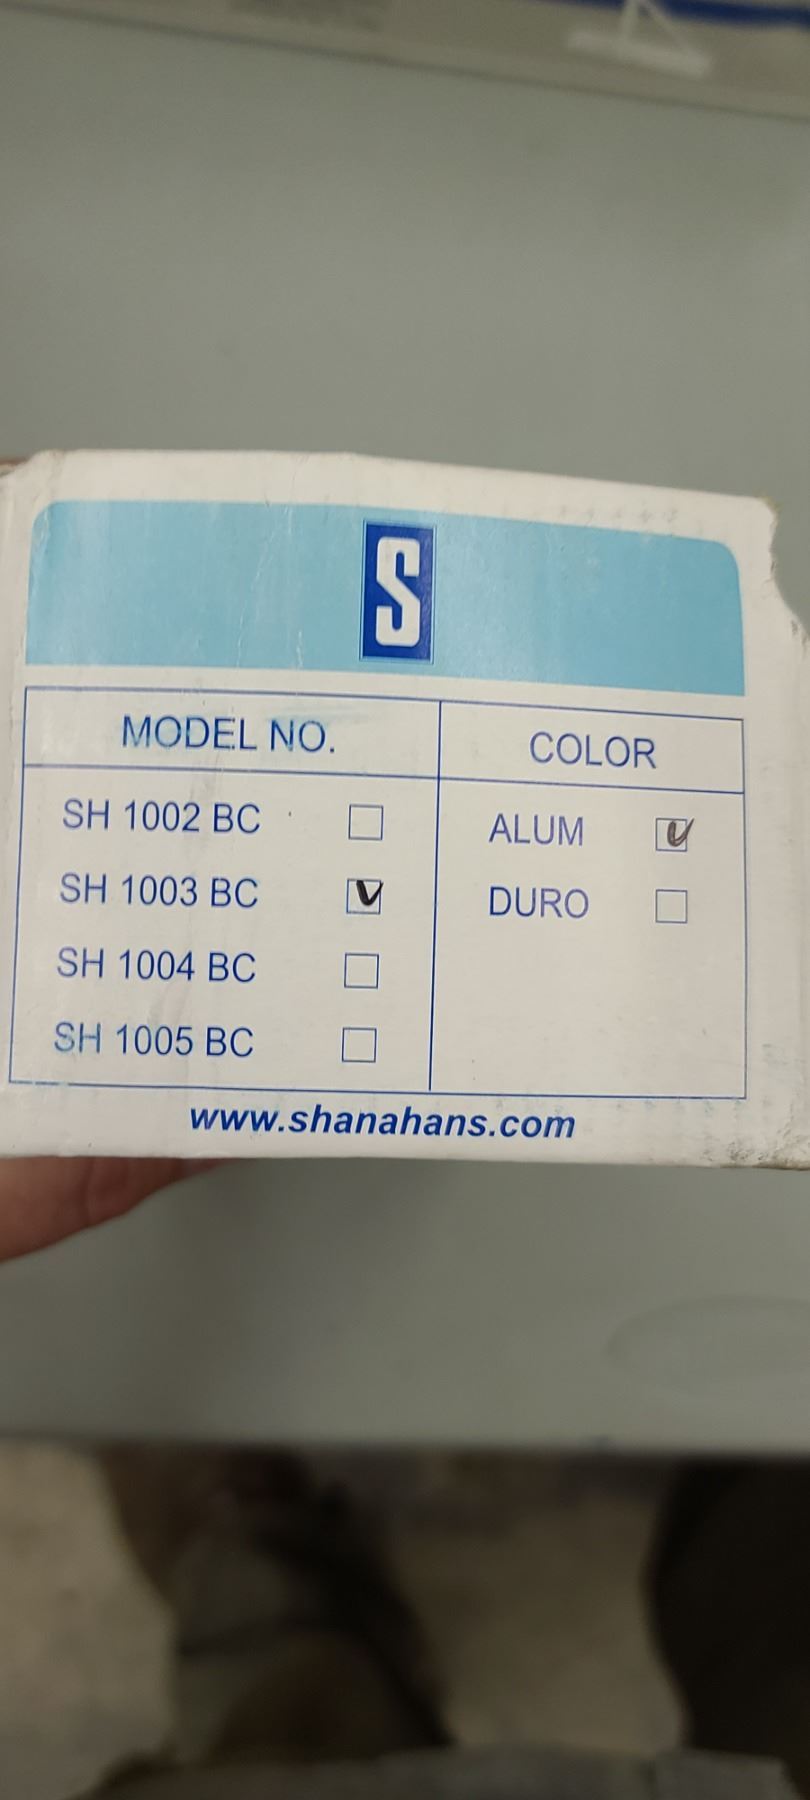 S
MODEL NO.
COLOR
SH 1002 BC
ALUM
SH 1003 BC
DURO
SH 1004 BC
SH 1005 BC
www.shanahans.com